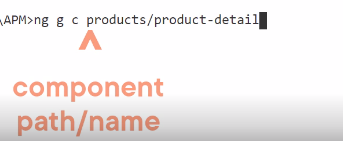 \APM>ng g c products/product-detail
component
path/name